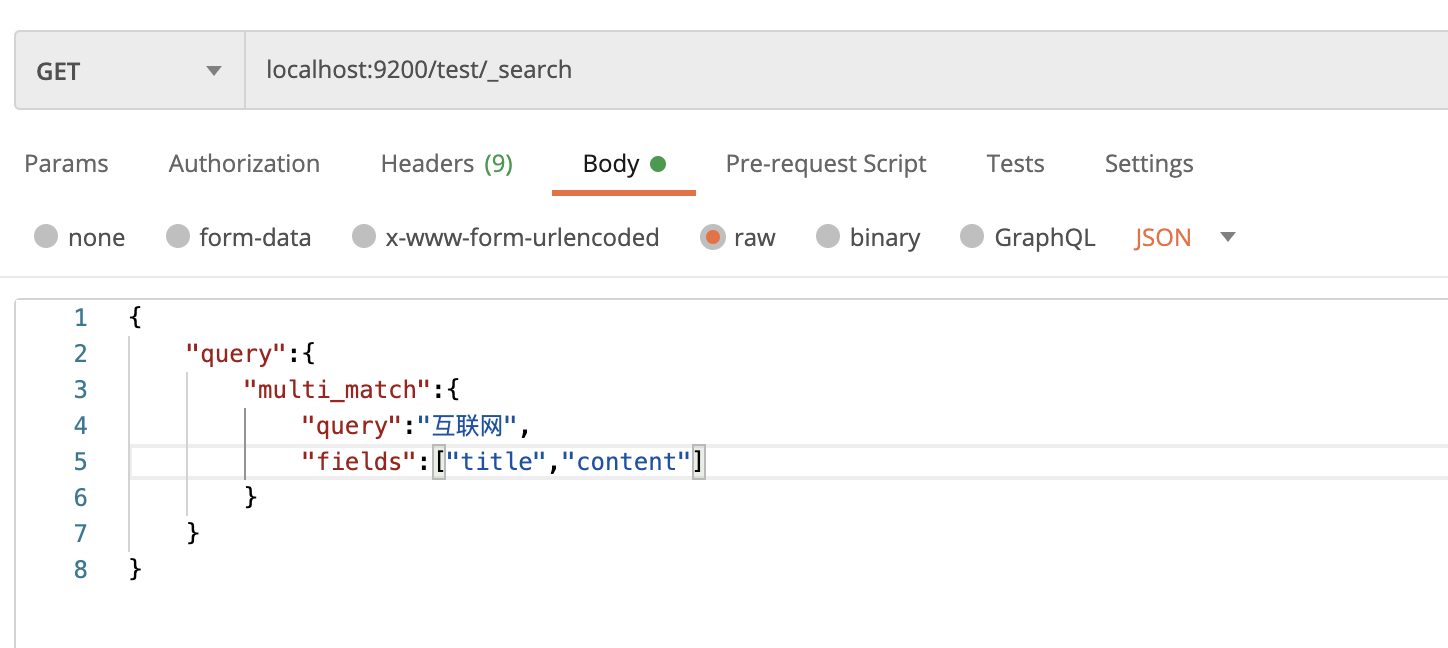 GET localhost:9200/test/_search
Params Authorization Headers (9) Body Pre-request Script Tests Settings
none form-data x-www-form-urlencoded raw binary GraphQL JSON
1 {
2 "query":{
3 "multi_match":{
4 "query":"互联网",
5 "fields":["title","content"]
6 }
7 }
8 }